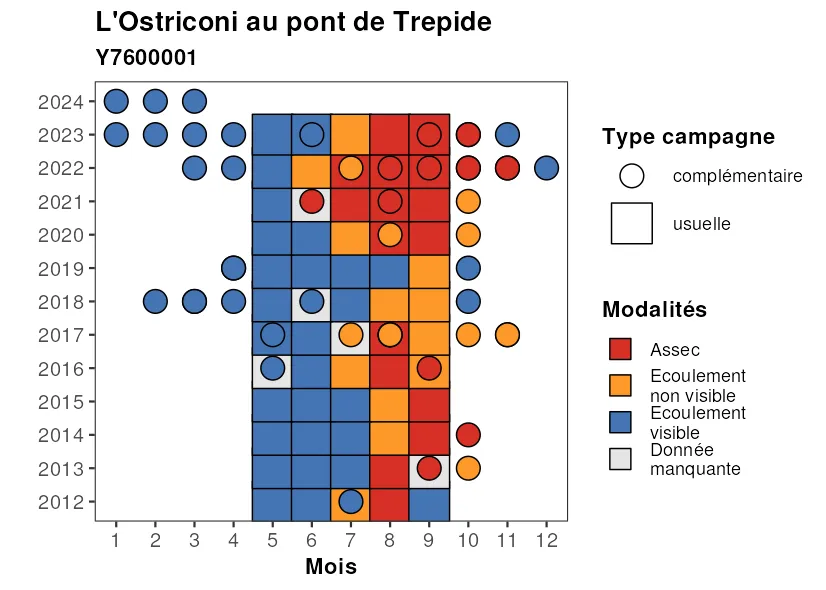 L'Ostriconi au pont de Trepide
Y7600001
2024
2023
2022
2021
2020
2019
2018
2017
2016
2015
2014
2013
2012
1 2 3 4 5 6 7 8 9 10 11 12
Mois
Type campagne
complémentaire
usuelle
Modalités
Assec
Ecoulement
non visible
Ecoulement
visible
Donnée
manquante